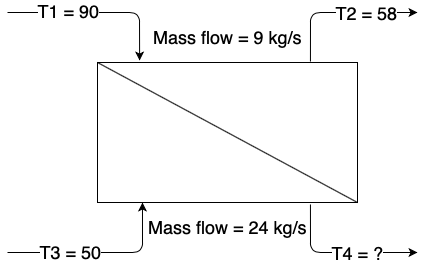 T1 = 90
T2 = 58
Mass flow = 9 kg/s
Mass flow = 24 kg/s
T3 = 50
T4 = ?